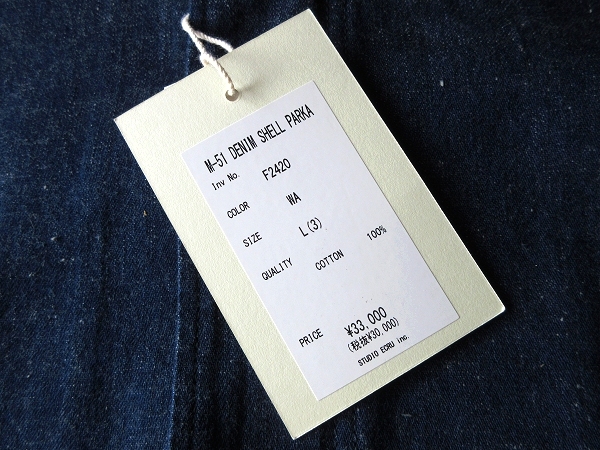 M-51 DENIM SHELL PARKA
Inv No. F2420
COLOR WA
SIZE L(3)
QUALITY COTTON 100%
PRICE ¥33,000
(税抜¥30,000)
STUDIO ECRU inc.